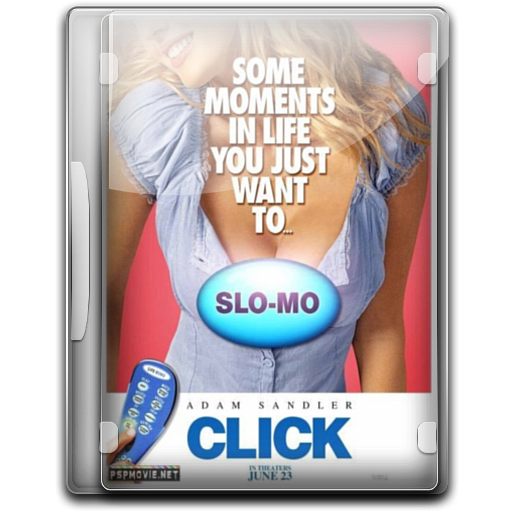 SOME
MOMENTS
IN LIFE
YOU JUST
WANT
TO...
SLO-MO
ADAM SANDLER
CLICK
IN THEATERS
JUNE 23
PSPMOVIE.NET